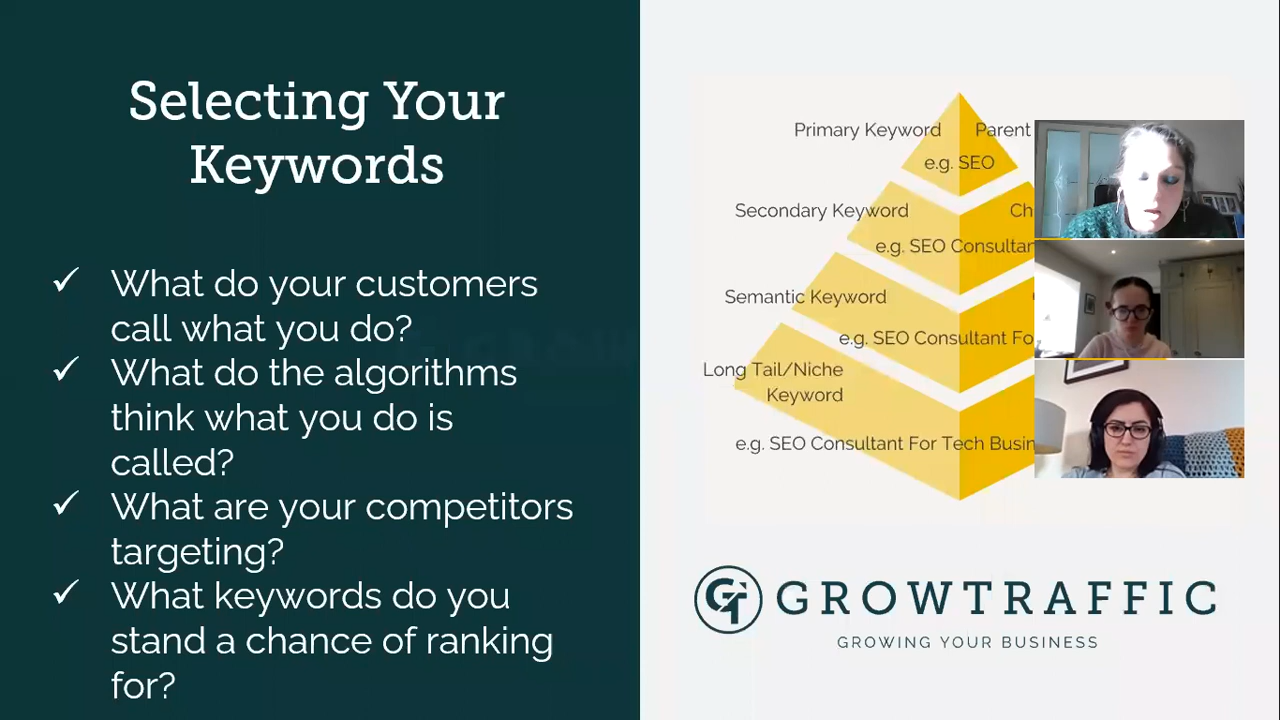 Selecting Your
Keywords
✓ What do your customers
call what you do?
✓ What do the algorithms
think what you do is
called?
✓ What are your competitors
targeting?
✓ What keywords do you
stand a chance of ranking
for?
Primary Keyword Parent
e.g. SEO
Secondary Keyword
e.g. SEO
Semantic Keyword
e.g. SEO Consultant
Long Tail/Niche
Keyword
e.g. SEO Consultant For Tech
GT GROWTRAFFIC
GROWING YOUR BUSINESS